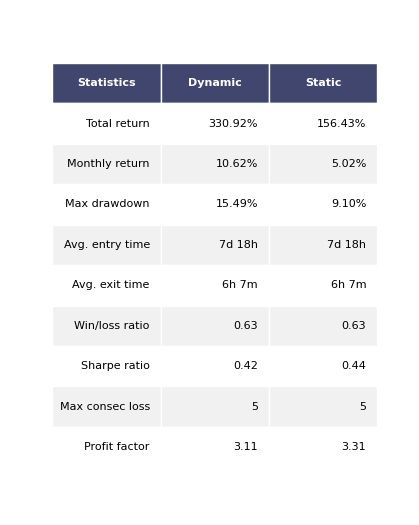 Statistics Dynamic Static
Total return 330.92% 156.43%
Monthly return 10.62% 5.02%
Max drawdown 15.49% 9.10%
Avg. entry time 7d 18h 7d 18h
Avg. exit time 6h 7m 6h 7m
Win/loss ratio 0.63 0.63
Sharpe ratio 0.42 0.44
Max consec loss 5 5
Profit factor 3.11 3.31